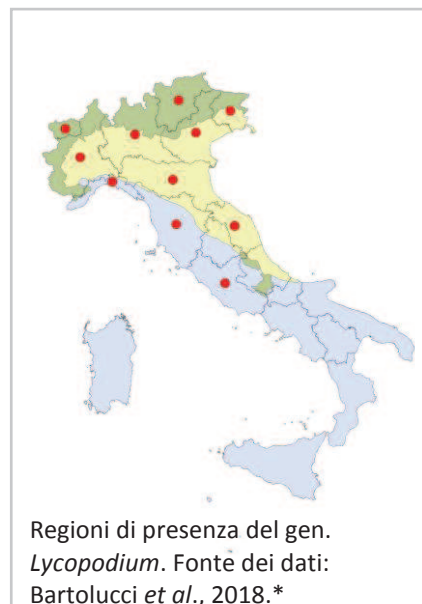 Regioni di presenza del gen.
Lycopodium. Fonte dei dati:
Bartolucci et al., 2018.*